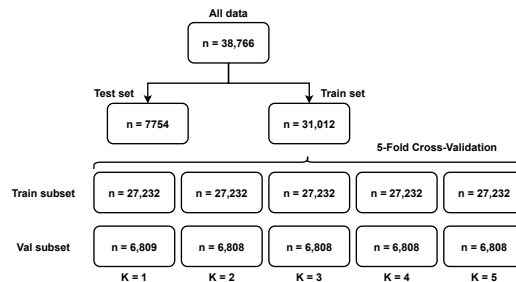 All data
n = 38,766
Test set Train set
n = 7754 n = 31,012
5-Fold Cross-Validation
Train subset n = 27,232 n = 27,232 n = 27,232 n = 27,232 n = 27,232
Val subset n = 6,809 n = 6,808 n = 6,808 n = 6,808 n = 6,808
K = 1 K = 2 K = 3 K = 4 K = 5